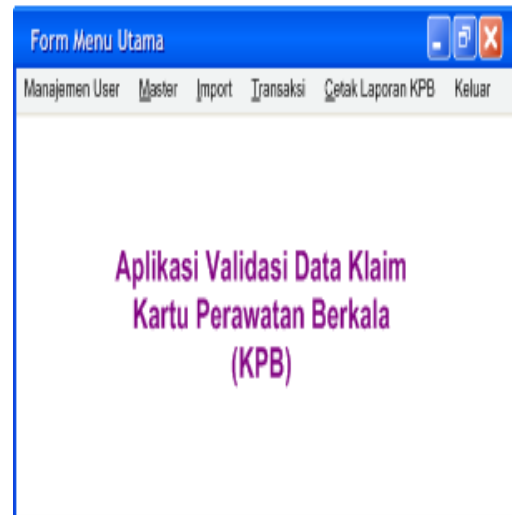 Form Menu Utama
Manajemen User Master Import Transaksi Cetak Laporan KPB Keluar
Aplikasi Validasi Data Klaim
Kartu Perawatan Berkala
(KPB)